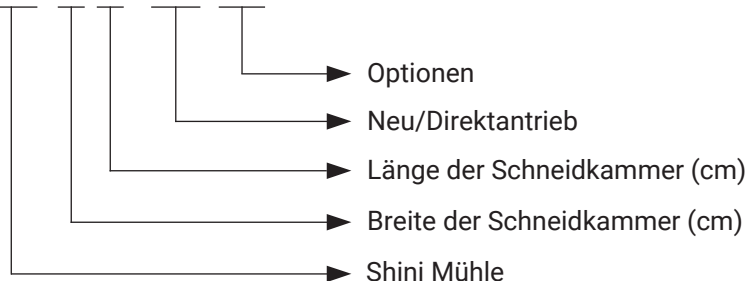 Optionen
Neu/Direktantrieb
Länge der Schneidkammer (cm)
Breite der Schneidkammer (cm)
Shini Mühle